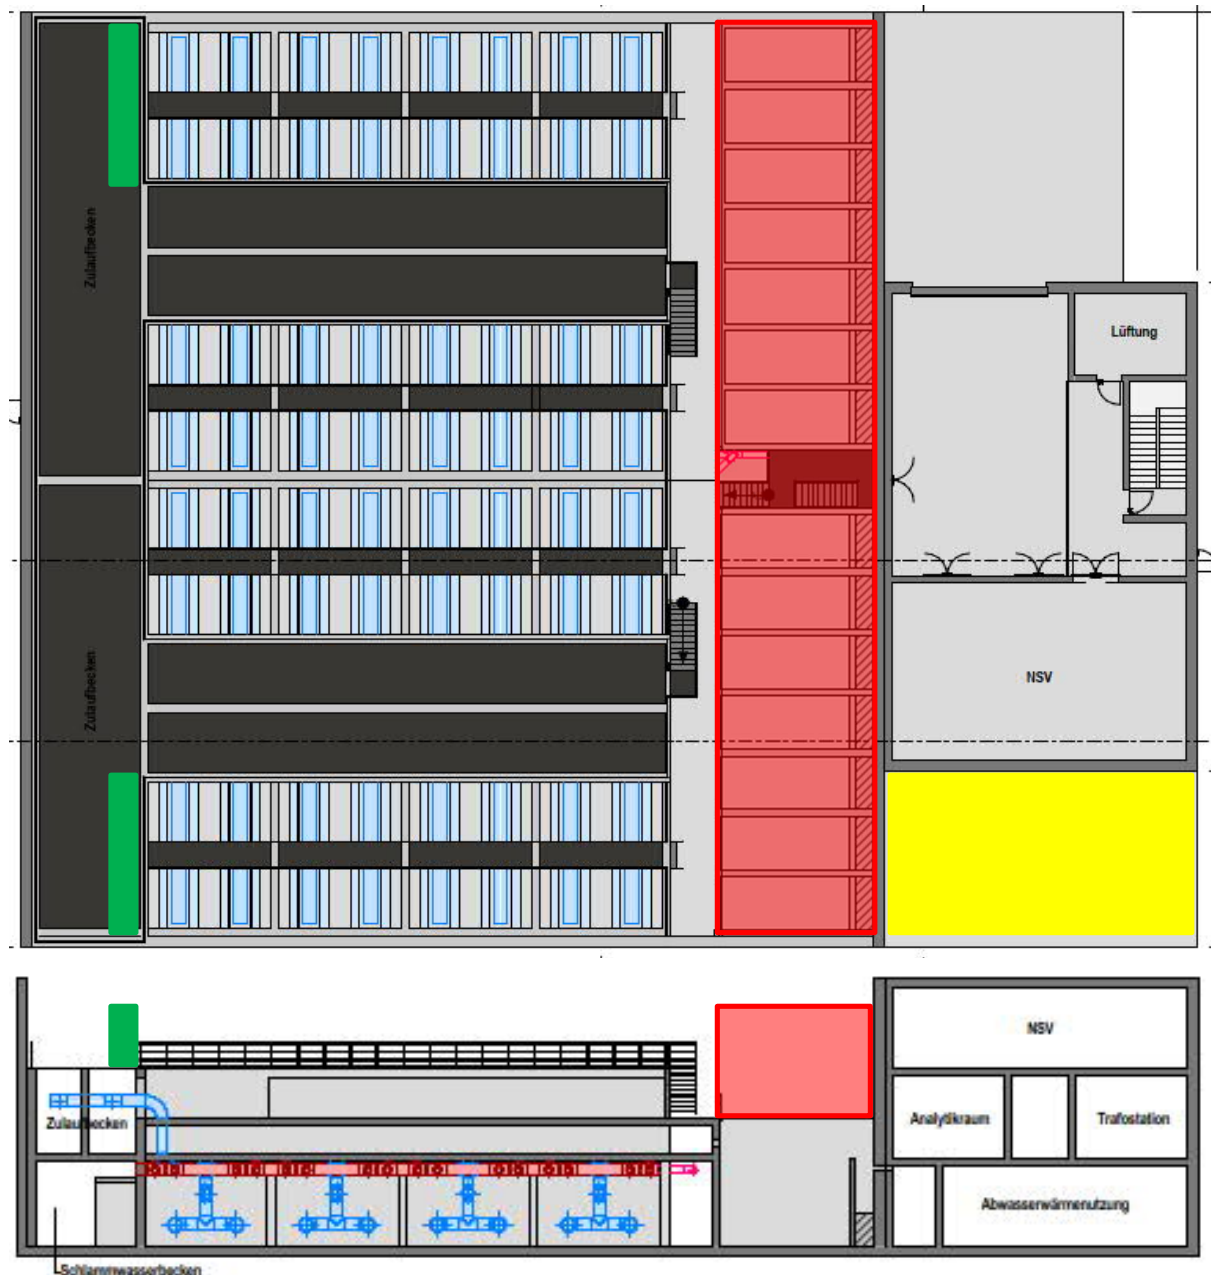 Zulaufbecken
Lüftung
Zulaufbecken
NSV
NSV
Zulaufbecken
Analytikraum
Trafostation
Abwasserwärmenutzung
Schlammwasserbecken